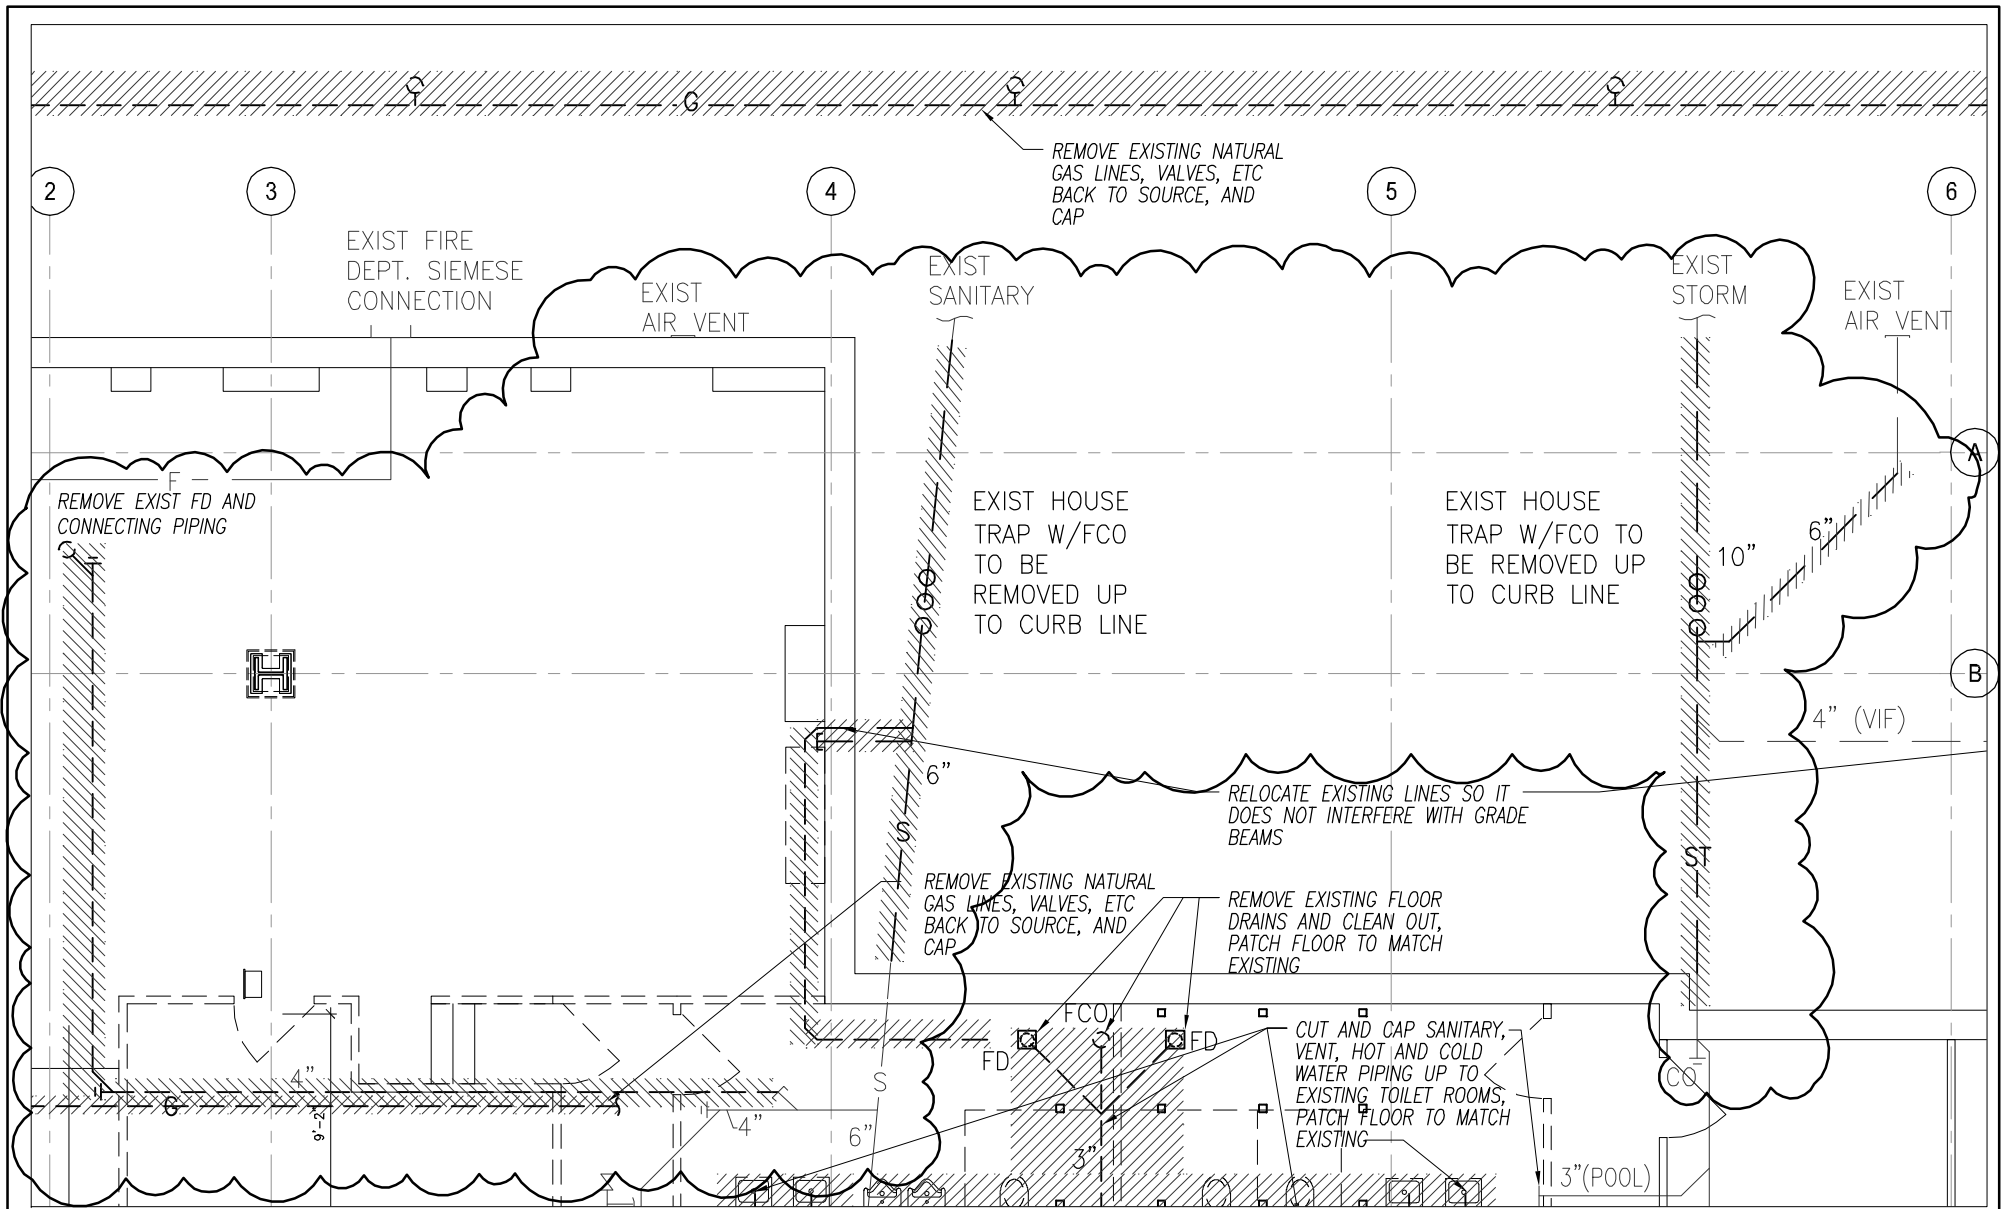 G
REMOVE EXISTING NATURAL
GAS LINES, VALVES, ETC
BACK TO SOURCE, AND
CAP
2
3
4
5
6
EXIST FIRE
DEPT. SIEMESE
CONNECTION
EXIST
AIR VENT
EXIST
SANITARY
EXIST
STORM
EXIST
AIR VENT
A
F
REMOVE EXIST FD AND
CONNECTING PIPING
EXIST HOUSE
TRAP W/FCO
TO BE
REMOVED UP
TO CURB LINE
EXIST HOUSE
TRAP W/FCO TO
BE REMOVED UP
TO CURB LINE
10"
6"
B
4" (VIF)
6"
RELOCATE EXISTING LINES SO IT
DOES NOT INTERFERE WITH GRADE
BEAMS
S
ST
REMOVE EXISTING NATURAL
GAS LINES, VALVES, ETC
BACK TO SOURCE, AND
CAP
REMOVE EXISTING FLOOR
DRAINS AND CLEAN OUT,
PATCH FLOOR TO MATCH
EXISTING
FCO
FD
FD
CUT AND CAP SANITARY,
VENT, HOT AND COLD
WATER PIPING UP TO
EXISTING TOILET ROOMS,
PATCH FLOOR TO MATCH
EXISTING
CO
4"
G
9'-2"
S
4"
6"
3"
3"(POOL)